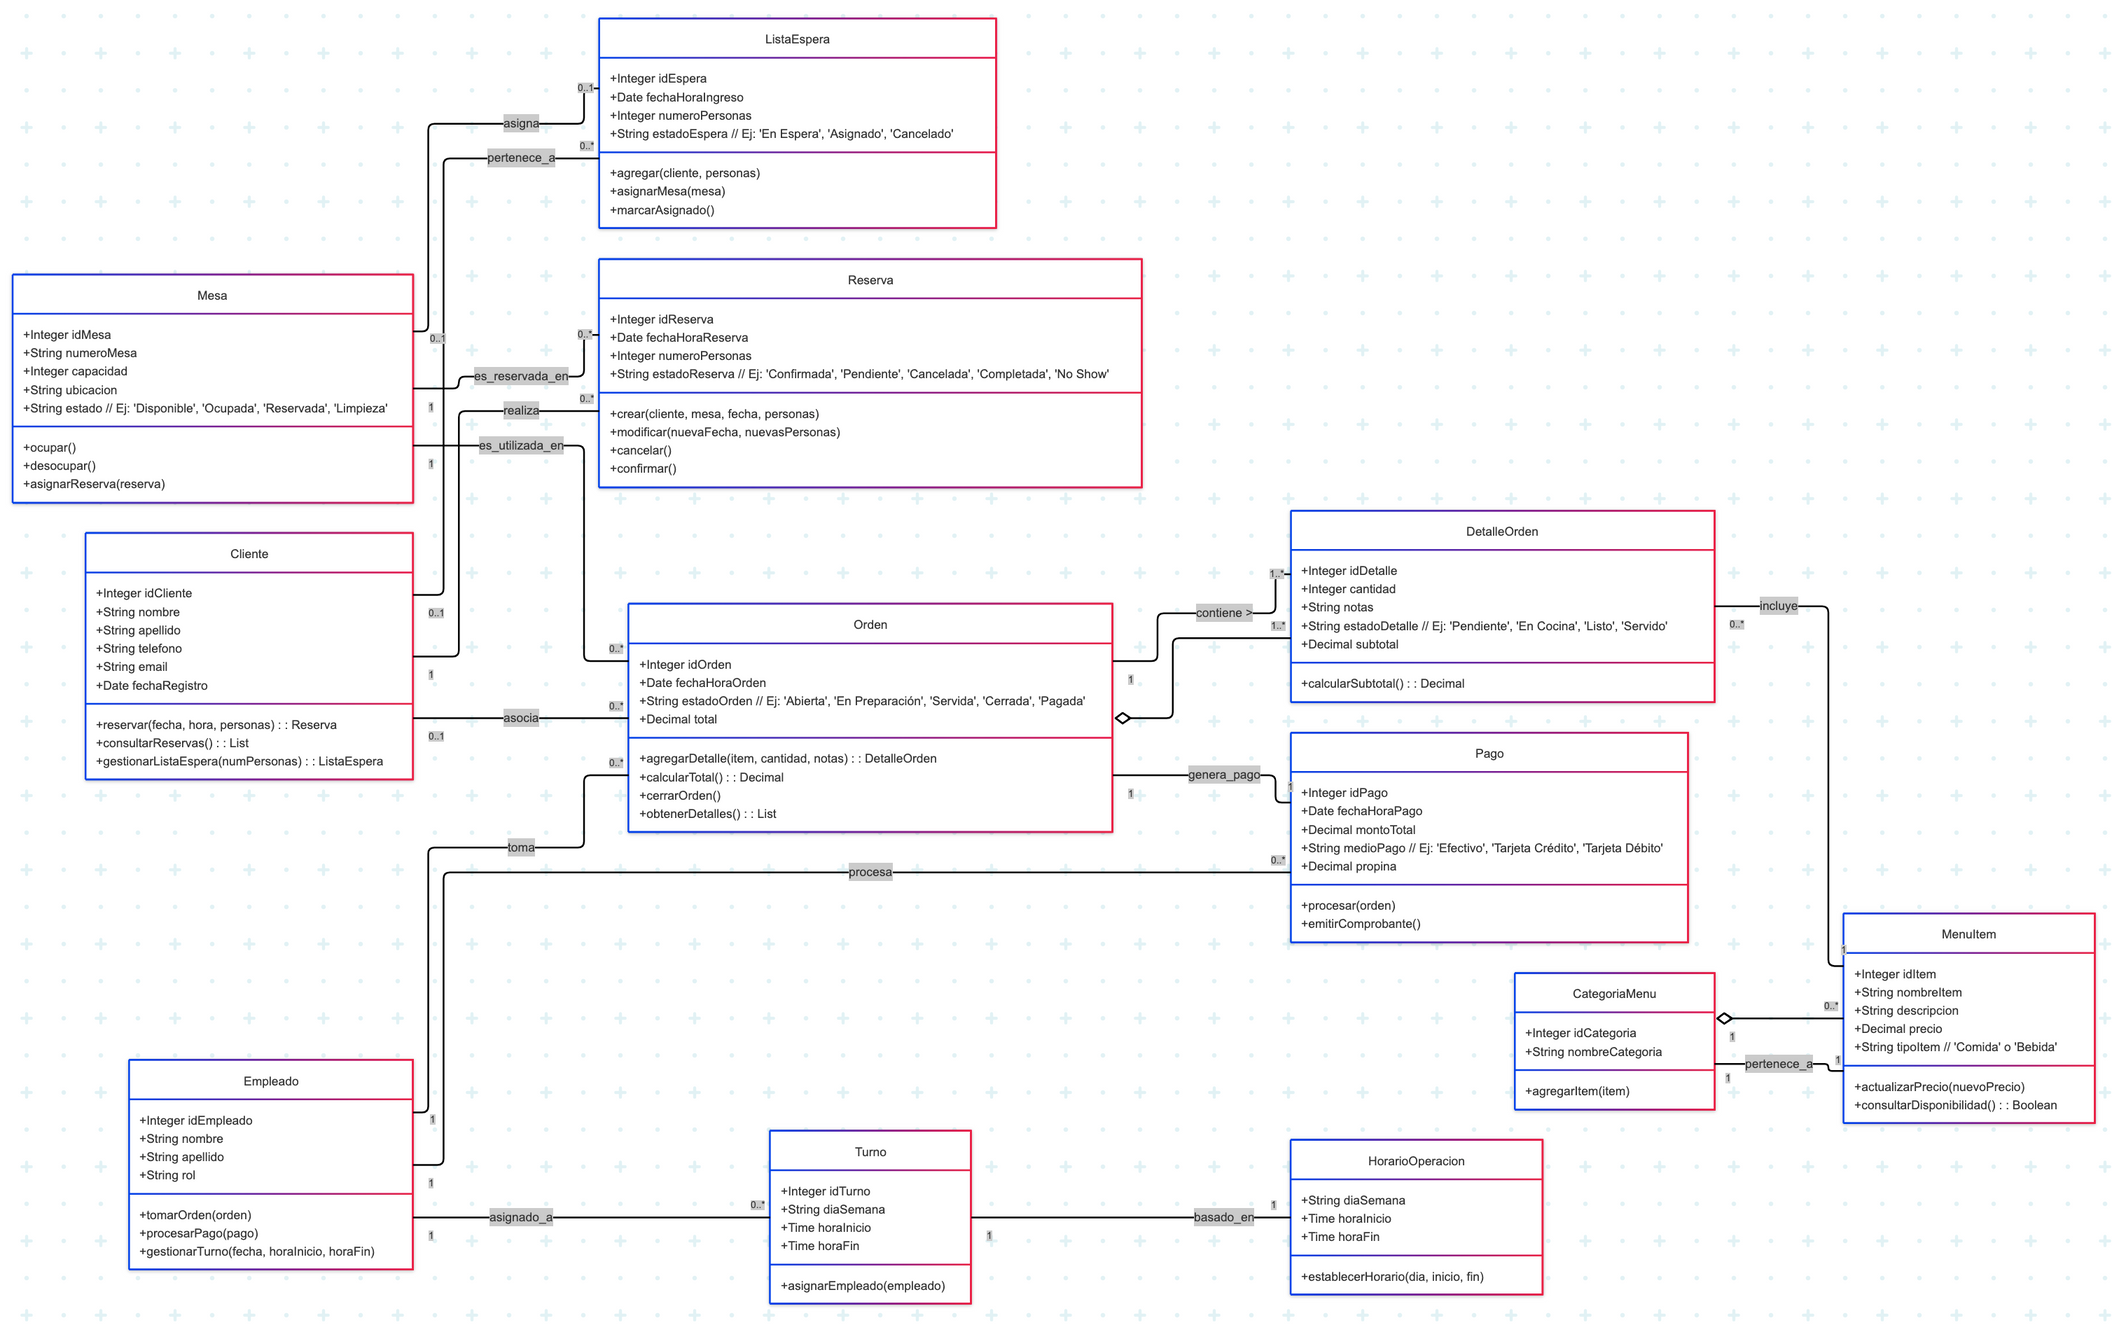 ListaEspera
+Integer idEspera
+Date fechaHoraIngreso
+Integer numeroPersonas
+String estadoEspera // Ej: 'En Espera', 'Asignado', 'Cancelado'
+agregar(cliente, personas)
+asignarMesa(mesa)
+marcarAsignado()
0..1
asigna
0..*
pertenece_a
Mesa
+Integer idMesa
+String numeroMesa
+Integer capacidad
+String ubicacion
+String estado // Ej: 'Disponible', 'Ocupada', 'Reservada', 'Limpieza'
+ocupar()
+desocupar()
+asignarReserva(reserva)
0..1
0..*
es_reservada_en
1
realiza
0..*
es_utilizada_en
1
Reserva
+Integer idReserva
+Date fechaHoraReserva
+Integer numeroPersonas
+String estadoReserva // Ej: 'Confirmada', 'Pendiente', 'Cancelada', 'Completada', 'No Show'
+crear(cliente, mesa, fecha, personas)
+modificar(nuevaFecha, nuevasPersonas)
+cancelar()
+confirmar()
Cliente
+Integer idCliente
+String nombre
+String apellido
+String telefono
+String email
+Date fechaRegistro
+reservar(fecha, hora, personas) : : Reserva
+consultarReservas() : : List
+gestionarListaEspera(numPersonas) : : ListaEspera
0..1
1
0..*
asocia
0..*
0..1
0..*
Orden
+Integer idOrden
+Date fechaHoraOrden
+String estadoOrden // Ej: 'Abierta', 'En Preparación', 'Servida', 'Cerrada', 'Pagada'
+Decimal total
+agregarDetalle(item, cantidad, notas) : : DetalleOrden
+calcularTotal() : : Decimal
+cerrarOrden()
+obtenerDetalles() : : List
1..*
contiene >
1..*
1
genera_pago
1
1
DetalleOrden
+Integer idDetalle
+Integer cantidad
+String notas
+String estadoDetalle // Ej: 'Pendiente', 'En Cocina', 'Listo', 'Servido'
+Decimal subtotal
+calcularSubtotal() : : Decimal
incluye
0..*
Pago
+Integer idPago
+Date fechaHoraPago
+Decimal montoTotal
+String medioPago // Ej: 'Efectivo', 'Tarjeta Crédito', 'Tarjeta Débito'
+Decimal propina
+procesar(orden)
+emitirComprobante()
toma
procesa
0..*
MenuItem
+Integer idItem
+String nombreItem
+String descripcion
+Decimal precio
+String tipoItem // 'Comida' o 'Bebida'
+actualizarPrecio(nuevoPrecio)
+consultarDisponibilidad() : : Boolean
1
CategoriaMenu
+Integer idCategoria
+String nombreCategoria
+agregarItem(item)
0..*
1
pertenece_a
1
1
Empleado
+Integer idEmpleado
+String nombre
+String apellido
+String rol
+tomarOrden(orden)
+procesarPago(pago)
+gestionarTurno(fecha, horaInicio, horaFin)
1
1
asignado_a
0..*
1
Turno
+Integer idTurno
+String diaSemana
+Time horaInicio
+Time horaFin
+asignarEmpleado(empleado)
basado_en
1
1
HorarioOperacion
+String diaSemana
+Time horaInicio
+Time horaFin
+establecerHorario(dia, inicio, fin)